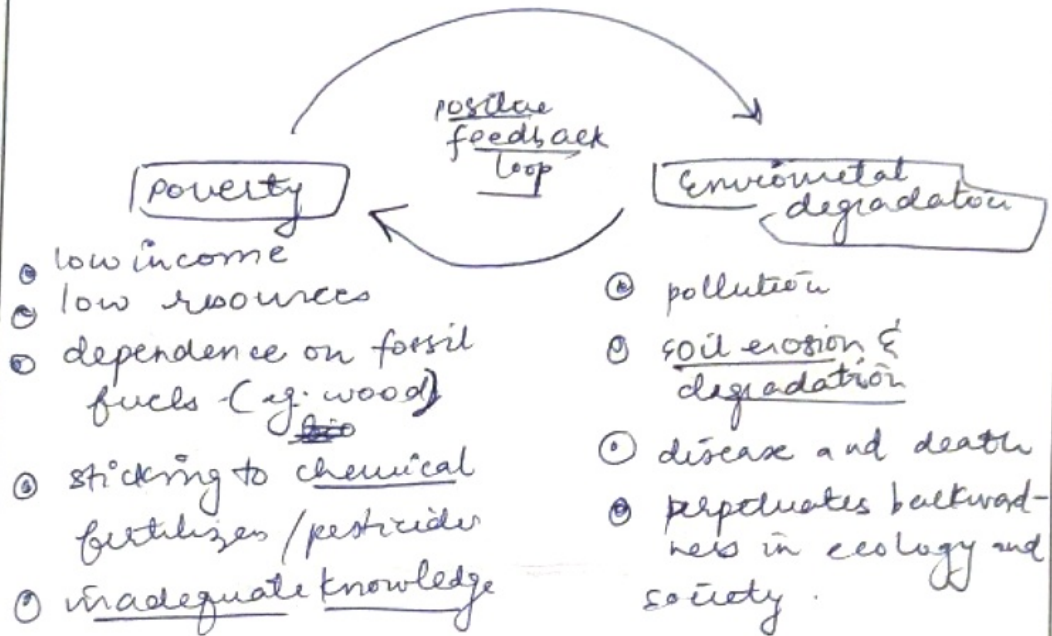 positive
feedback
loop
poverty
Enviometal
degradation
low income
low resources
dependence on fossil
fuels (eg. wood)
sticking to chemical
fertilizers / pesticides
inadequate knowledge
pollution
soil erosion &
degradation
disease and death
perpetuates backward-
ness in ecology and
society.